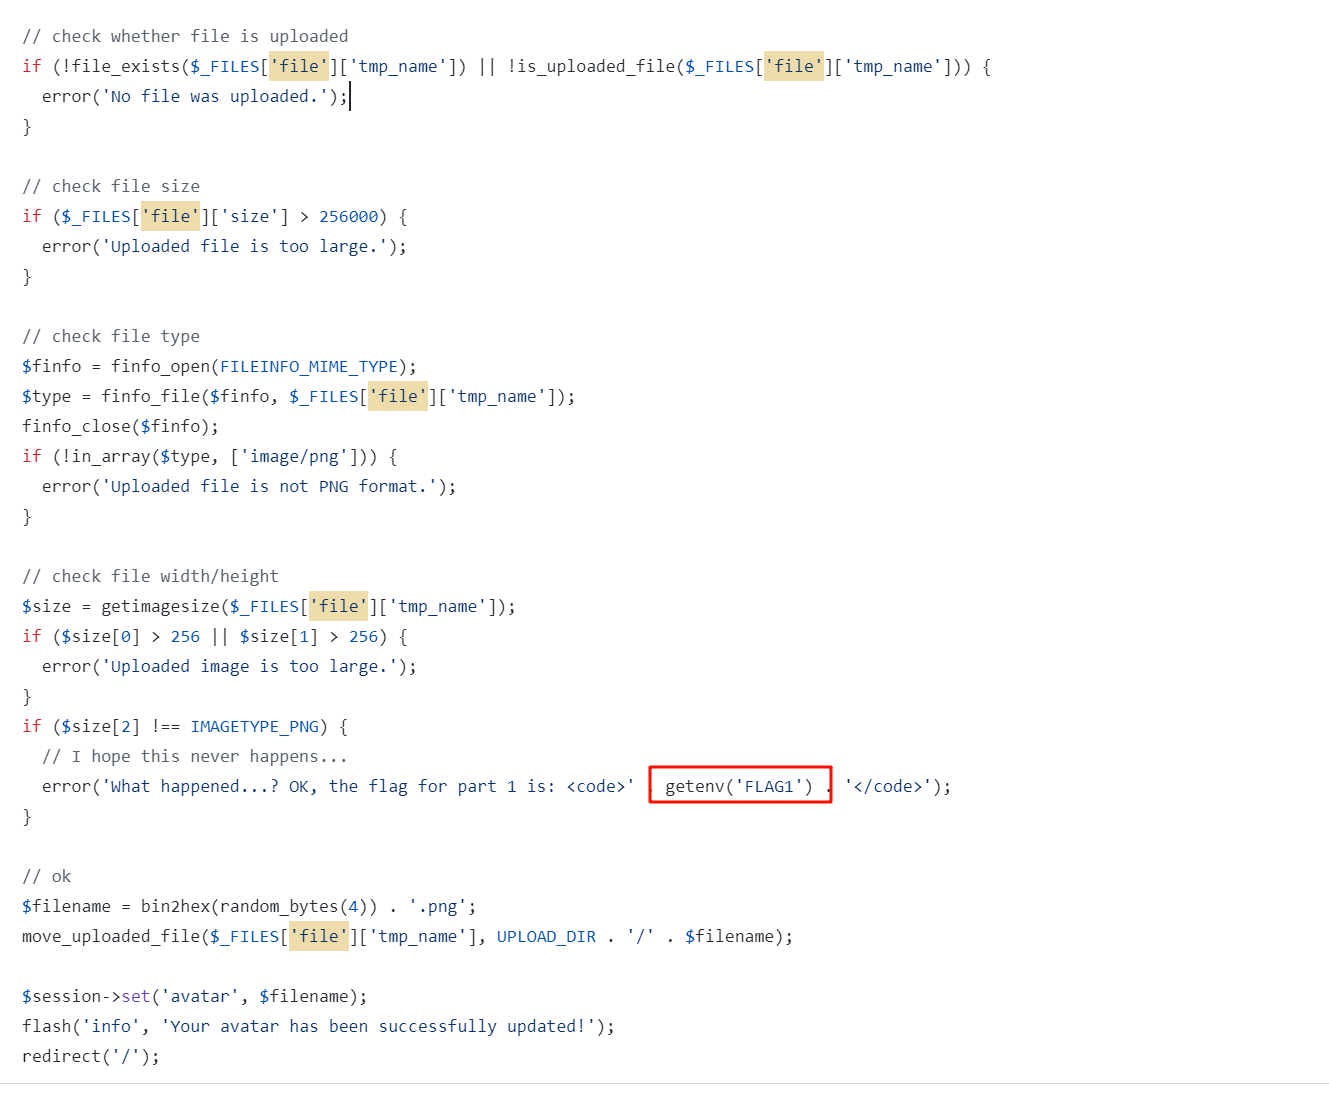 // check whether file is uploaded
if (!file_exists($_FILES['file']['tmp_name']) || !is_uploaded_file($_FILES['file']['tmp_name'])) {
  error('No file was uploaded.');
}
// check file size
if ($_FILES['file']['size'] > 256000) {
  error('Uploaded file is too large.');
}
// check file type
$finfo = finfo_open(FILEINFO_MIME_TYPE);
$type = finfo_file($finfo, $_FILES['file']['tmp_name']);
finfo_close($finfo);
if (!in_array($type, ['image/png'])) {
  error('Uploaded file is not PNG format.');
}
// check file width/height
$size = getimagesize($_FILES['file']['tmp_name']);
if ($size[0] > 256 || $size[1] > 256) {
  error('Uploaded image is too large.');
}
if ($size[2] !== IMAGETYPE_PNG) {
  // I hope this never happens...
  error('What happened...? OK, the flag for part 1 is: <code>' . getenv('FLAG1') . '</code>');
}
// ok
$filename = bin2hex(random_bytes(4)) . '.png';
move_uploaded_file($_FILES['file']['tmp_name'], UPLOAD_DIR . '/' . $filename);
$session->set('avatar', $filename);
flash('info', 'Your avatar has been successfully updated!');
redirect('/');